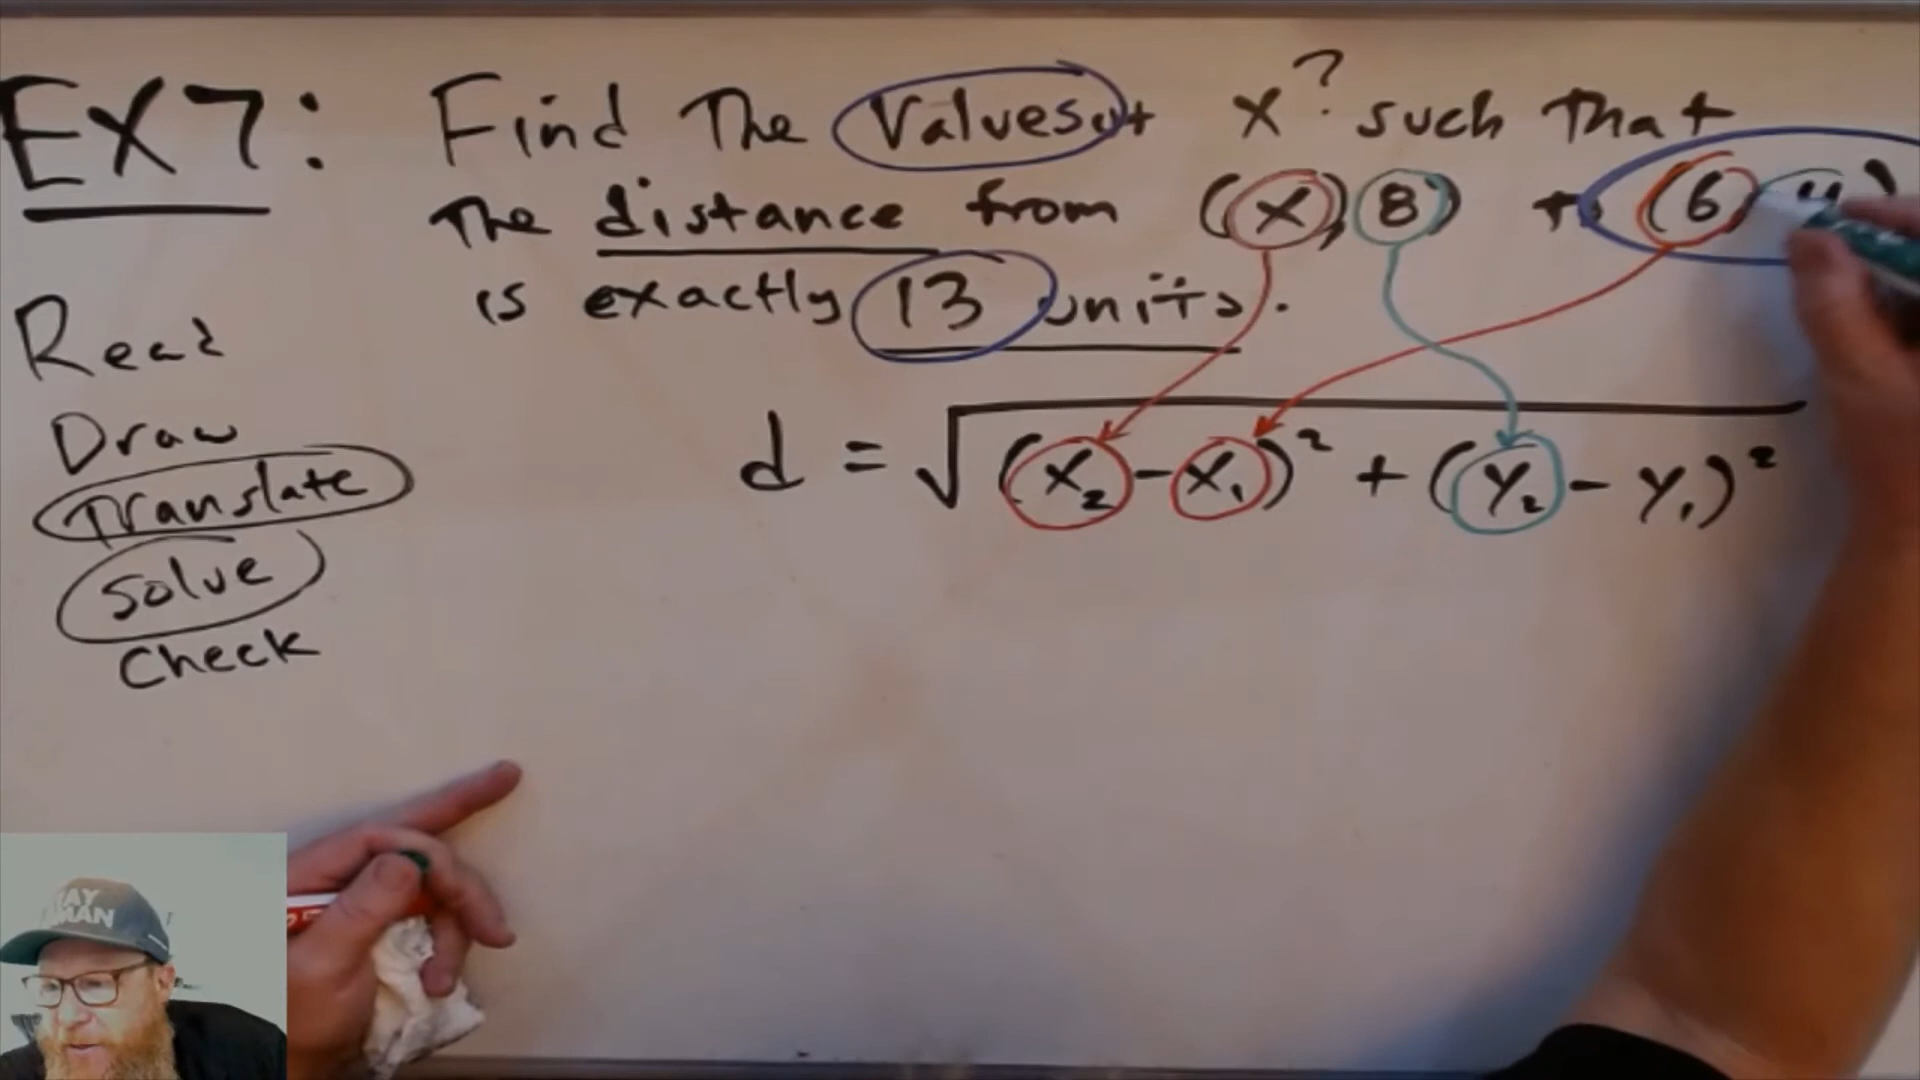 EX7: Find The Values of X? such that
The distance from (X, 8) to (6
is exactly 13 units.
Read
Draw
Translate
Solve
Check
d = √(X₂ - X₁)² + (Y₂ - Y₁)²